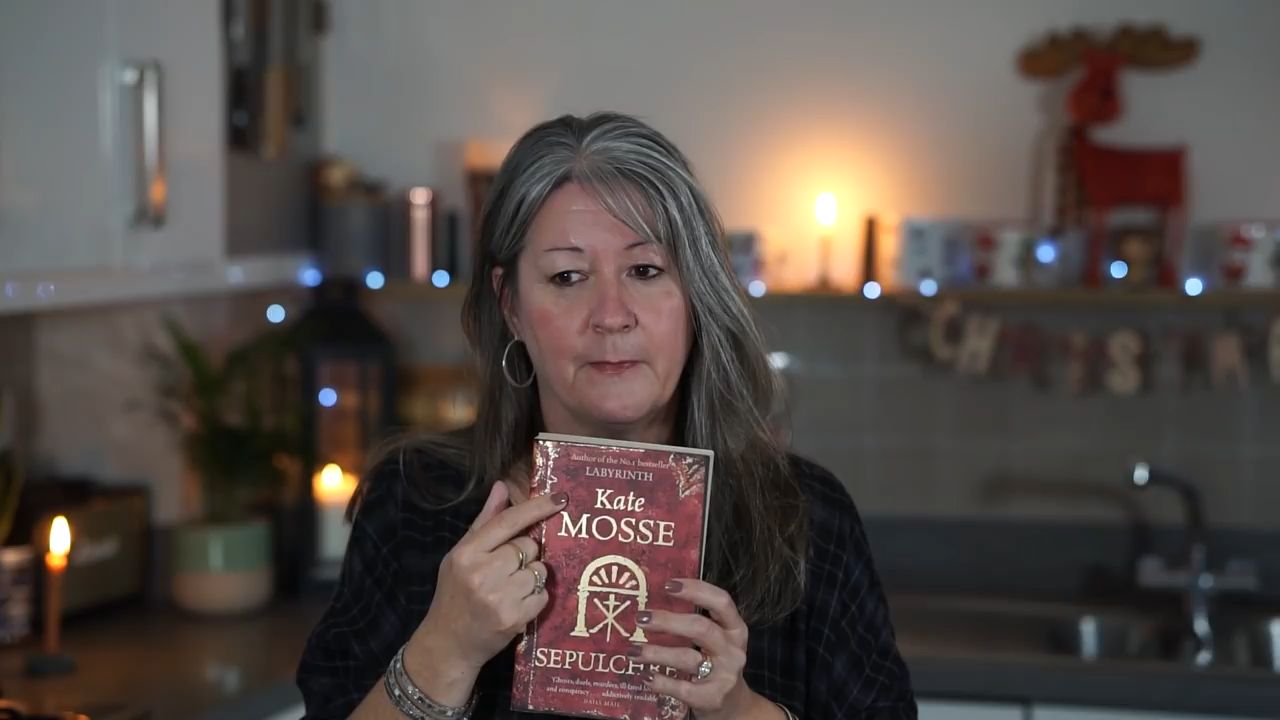 Author of the No.1 bestseller
LABYRINTH
Kate
MOSSE
SEPULCHRE
'Ghosts, duels, murders, ill-fated
and conspiracy ... addictively readable
DAILY MAIL
CHRISTMA